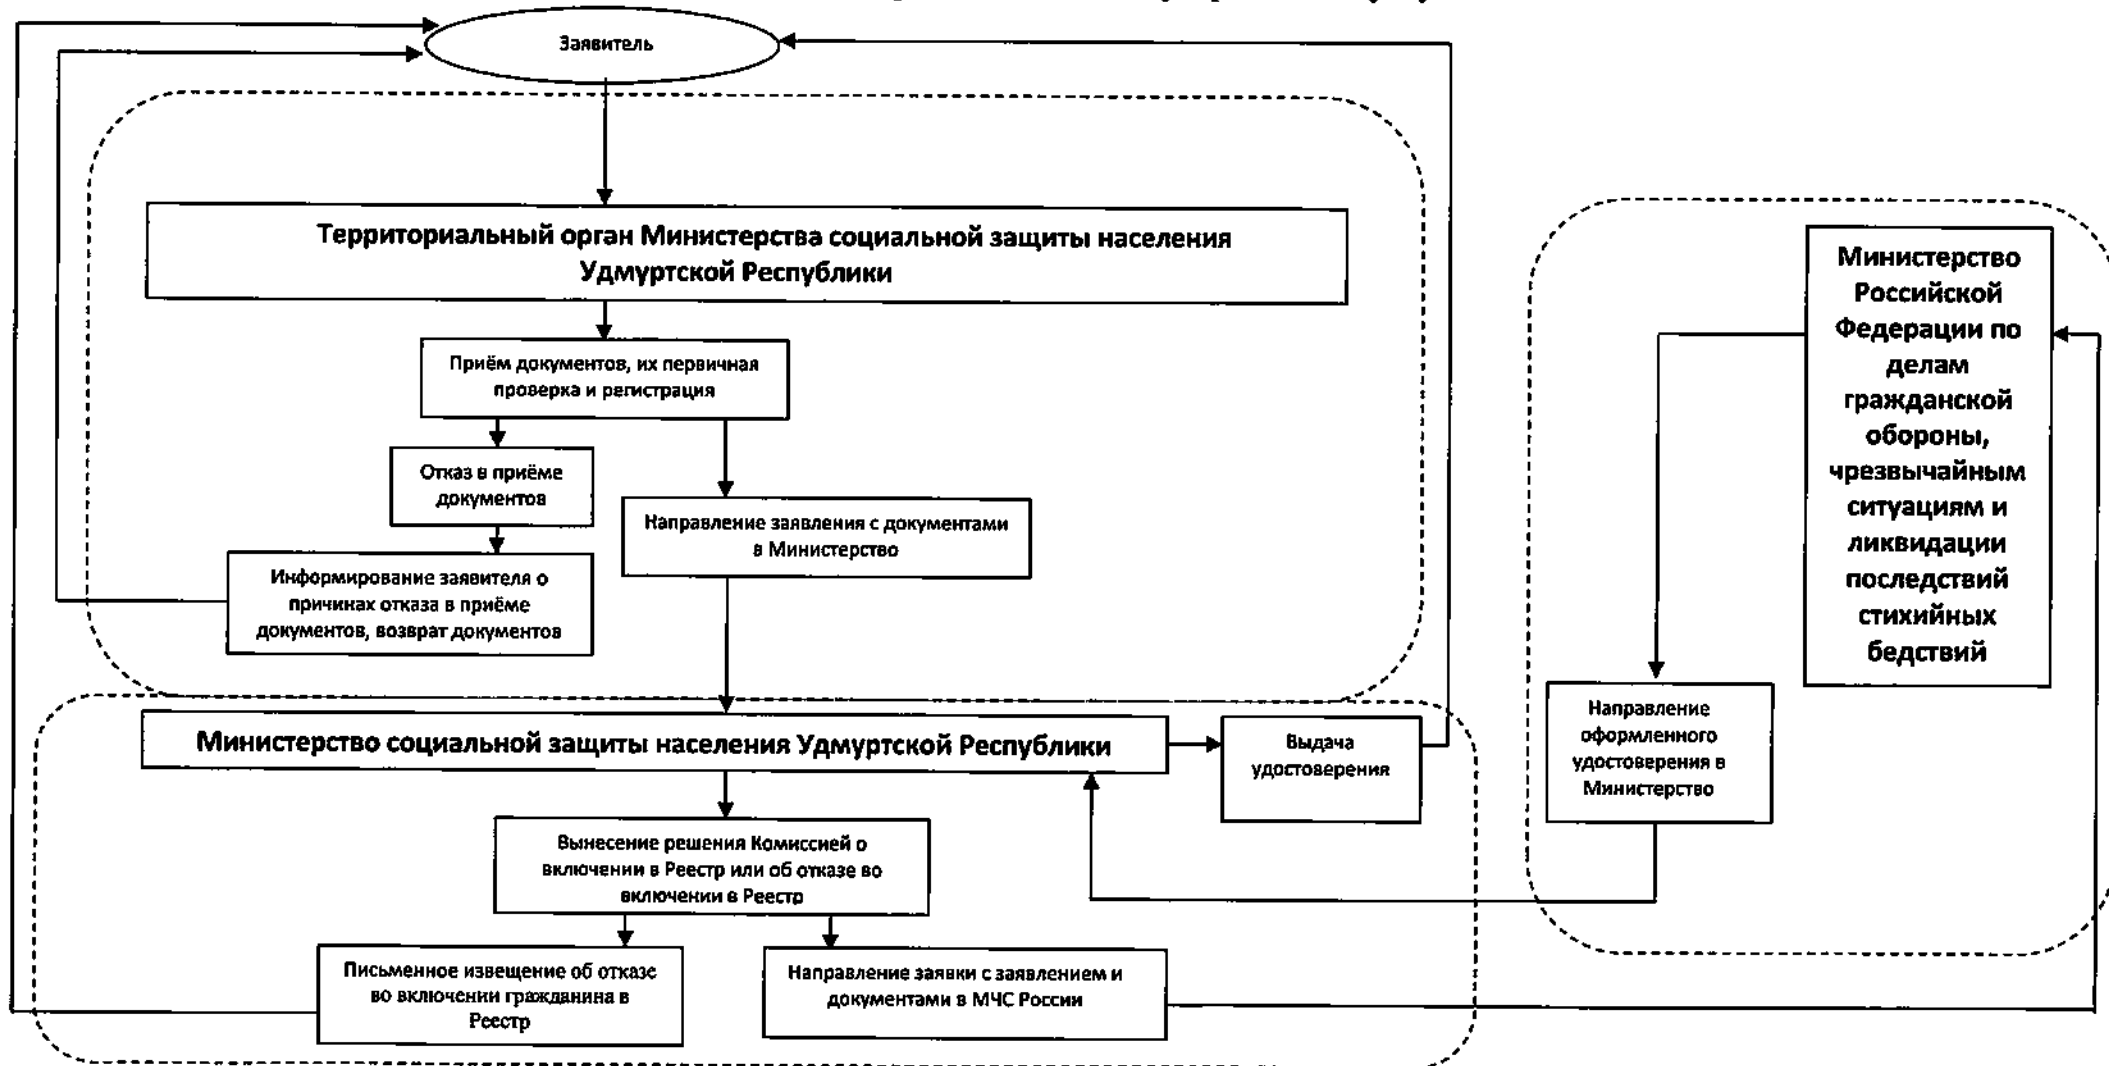 Заявитель
Территориальный орган Министерства социальной защиты населения
Удмуртской Республики
Приём документов, их первичная
проверка и регистрация
Отказ в приёме
документов
Направление заявления с документами
в Министерство
Информирование заявителя о
причинах отказа в приёме
документов, возврат документов
Министерство
Российской
Федерации по
делам
гражданской
обороны,
чрезвычайным
ситуациям и
ликвидации
последствий
стихийных
бедствий
Направление
оформленного
удостоверения в
Министерство
Министерство социальной защиты населения Удмуртской Республики
Выдача
удостоверения
Вынесение решения Комиссией о
включении в Реестр или об отказе во
включении в Реестр
Письменное извещение об отказе
во включении гражданина в
Реестр
Направление заявки с заявлением и
документами в МЧС России